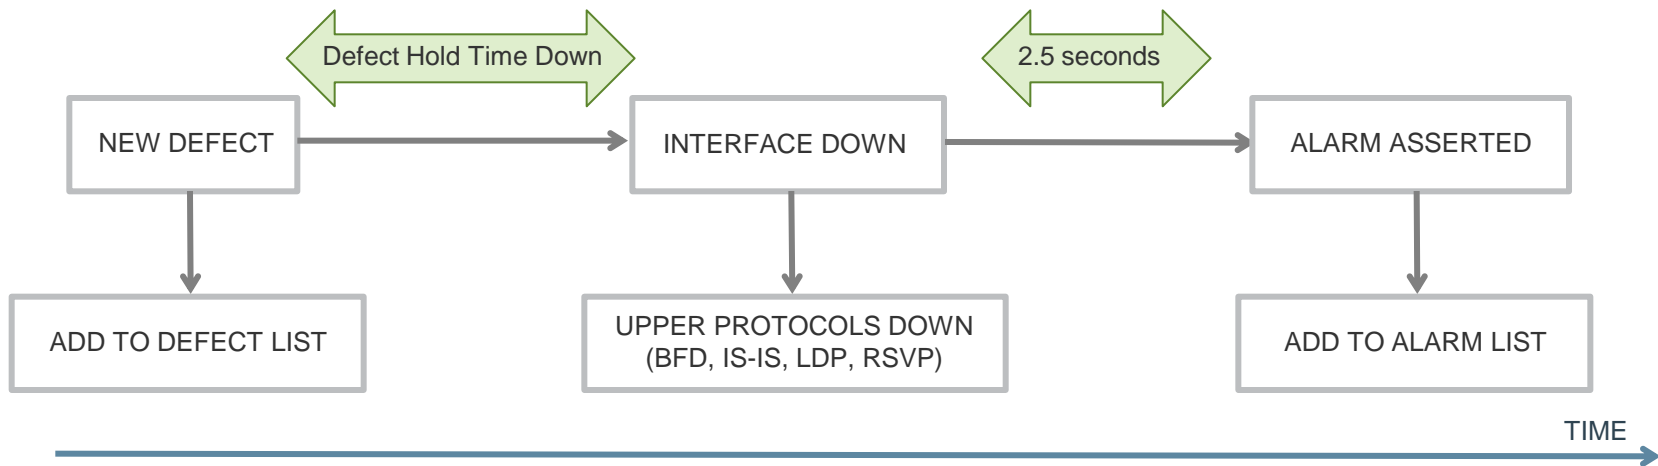 Defect Hold Time Down
2.5 seconds
NEW DEFECT
INTERFACE DOWN
ALARM ASSERTED
ADD TO DEFECT LIST
UPPER PROTOCOLS DOWN
(BFD, IS-IS, LDP, RSVP)
ADD TO ALARM LIST
TIME